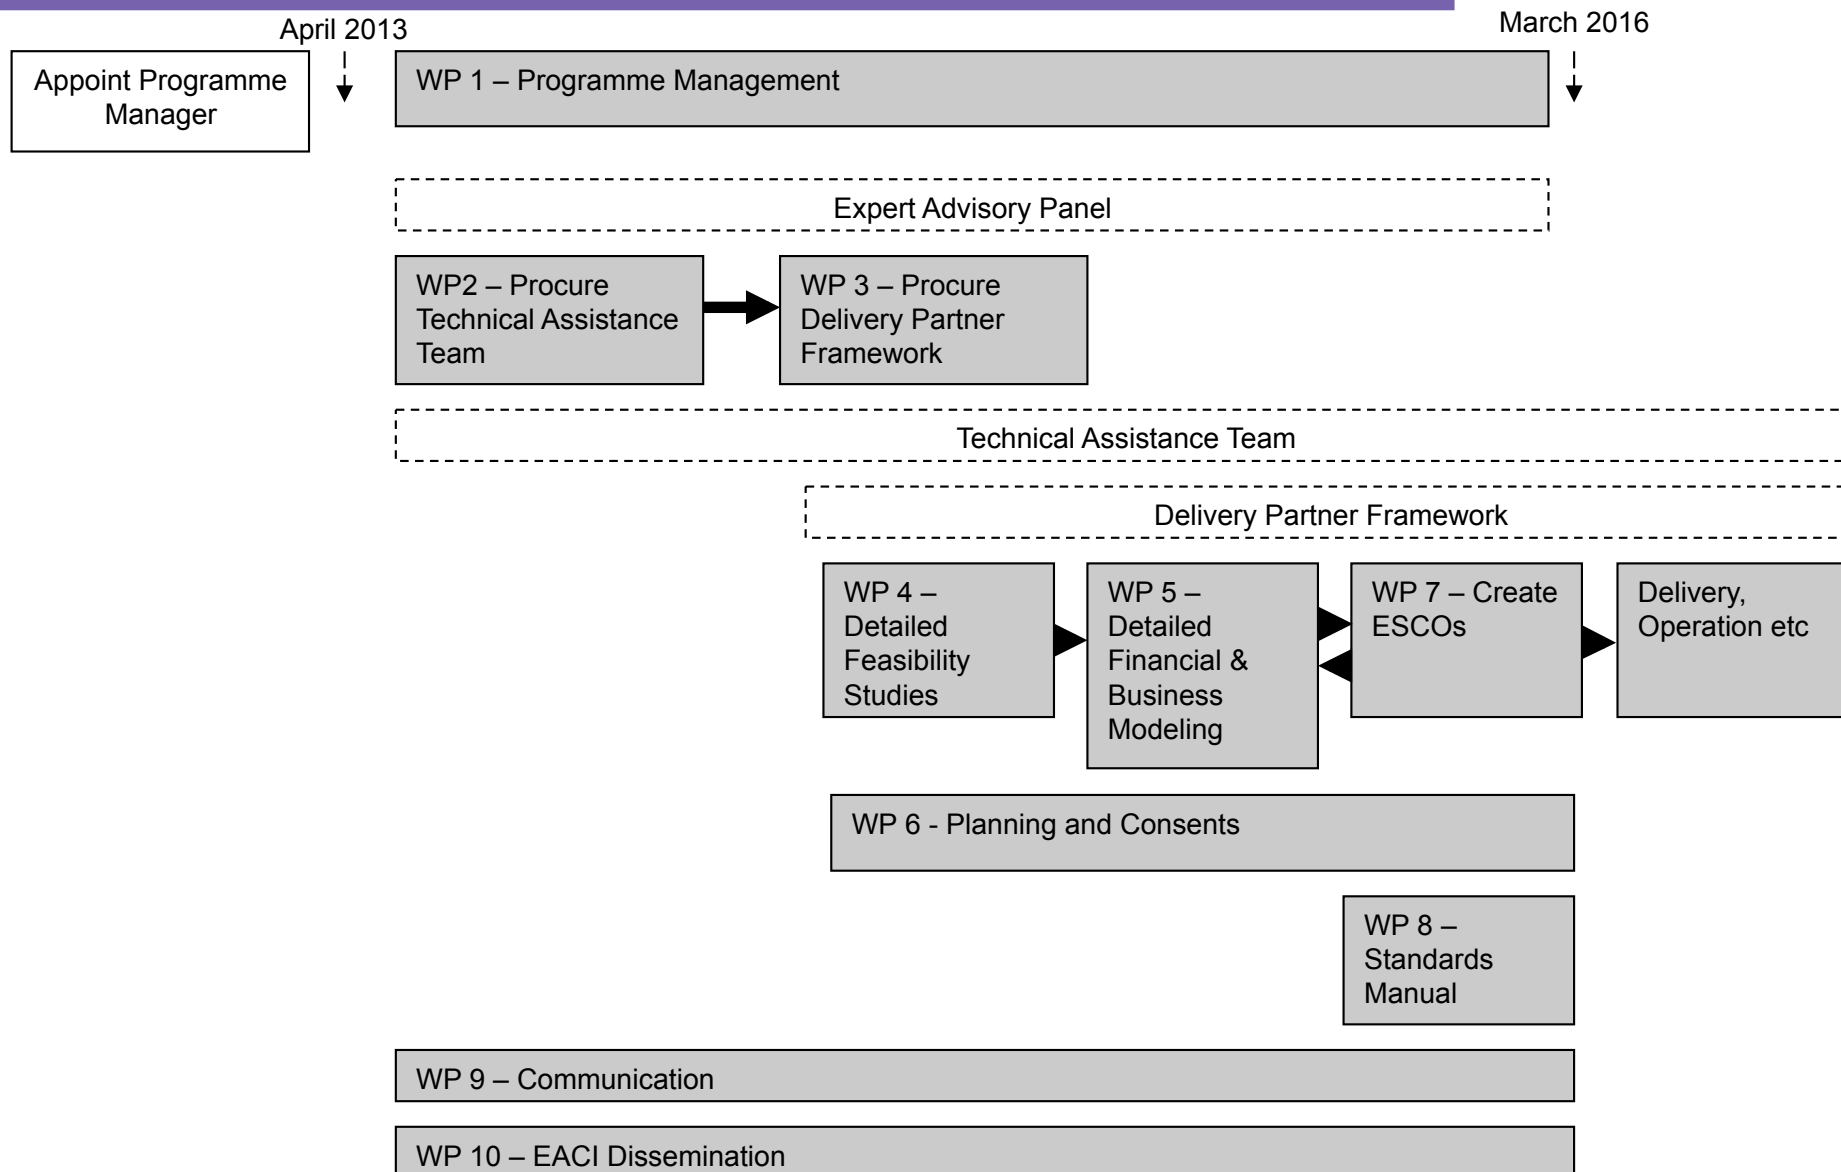 April 2013
March 2016
Appoint Programme
Manager
WP 1 – Programme Management
Expert Advisory Panel
WP2 – Procure
Technical Assistance
Team
WP 3 – Procure
Delivery Partner
Framework
Technical Assistance Team
Delivery Partner Framework
WP 4 –
Detailed
Feasibility
Studies
WP 5 –
Detailed
Financial &
Business
Modeling
WP 7 – Create
ESCOs
Delivery,
Operation etc
WP 6 - Planning and Consents
WP 8 –
Standards
Manual
WP 9 – Communication
WP 10 – EACI Dissemination